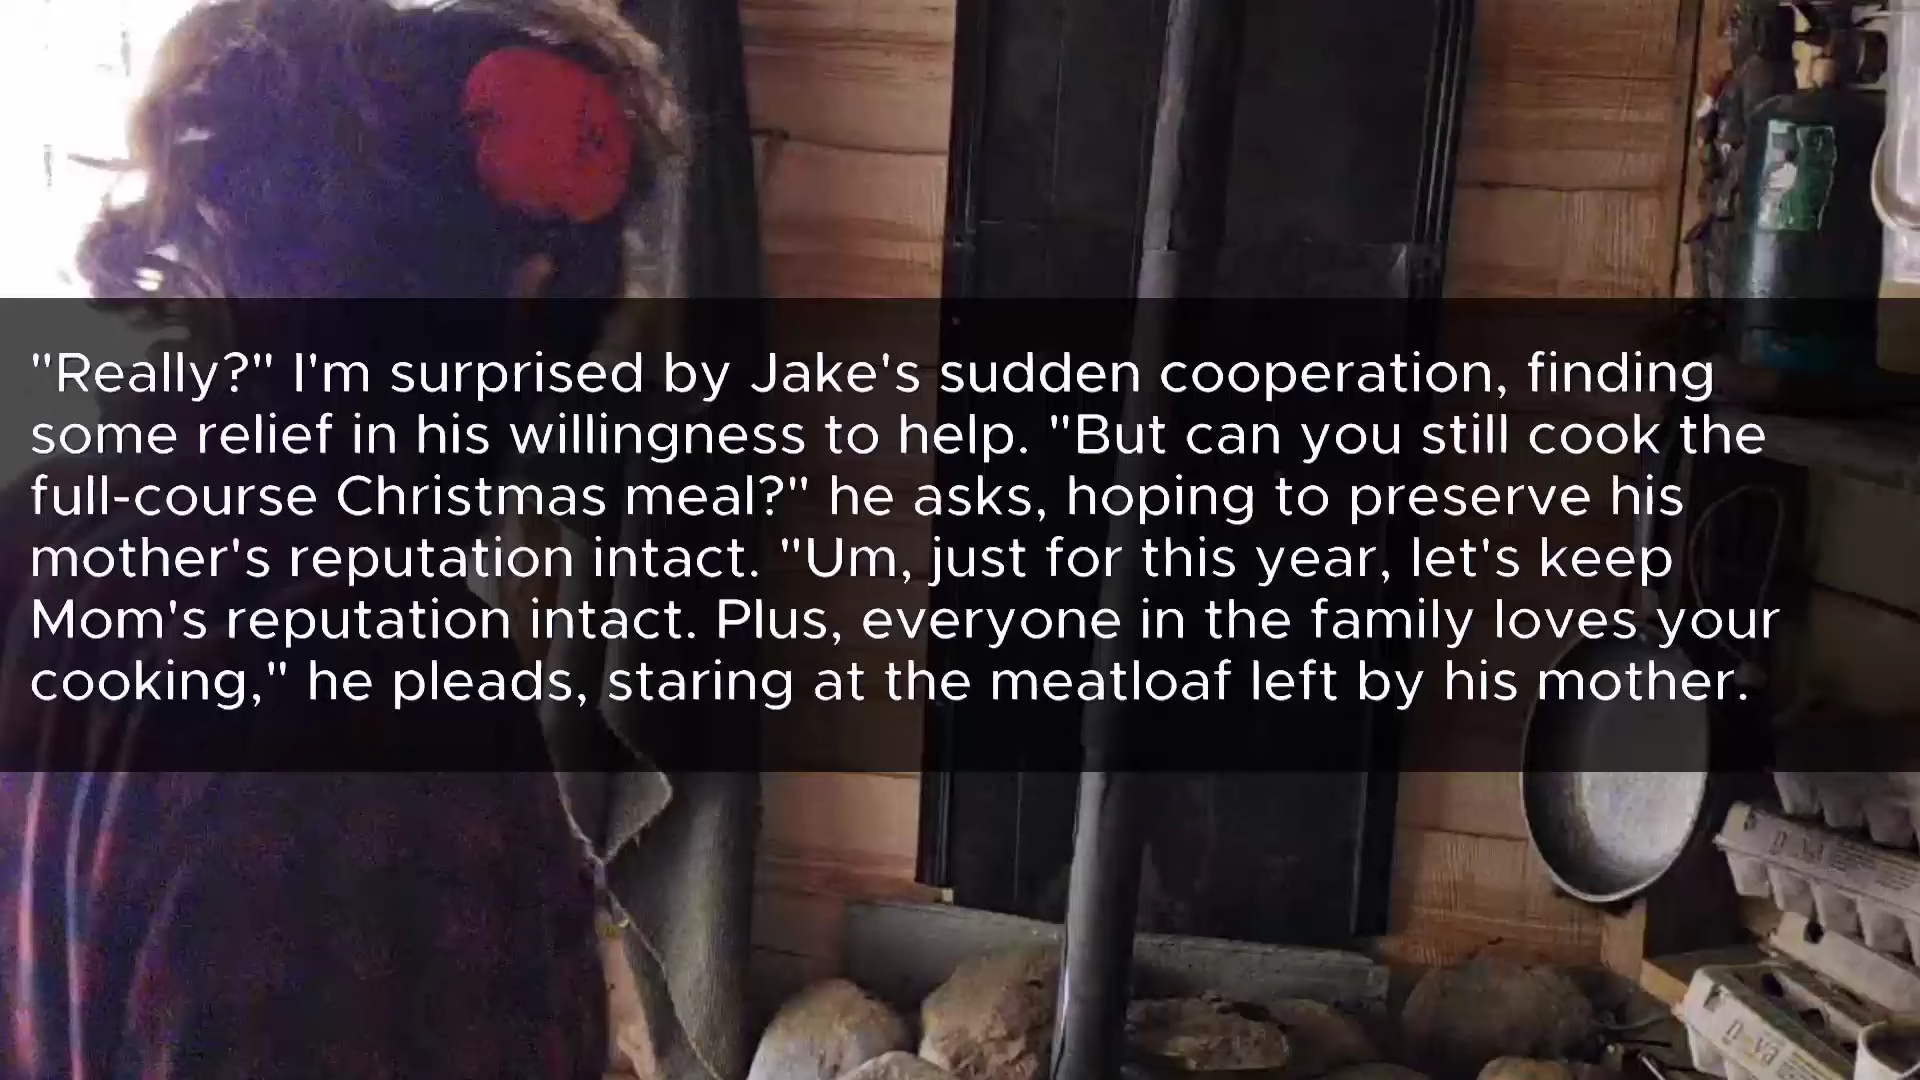 "Really?" I'm surprised by Jake's sudden cooperation, finding
some relief in his willingness to help. "But can you still cook the
full-course Christmas meal?" he asks, hoping to preserve his
mother's reputation intact. "Um, just for this year, let's keep
Mom's reputation intact. Plus, everyone in the family loves your
cooking," he pleads, staring at the meatloaf left by his mother.